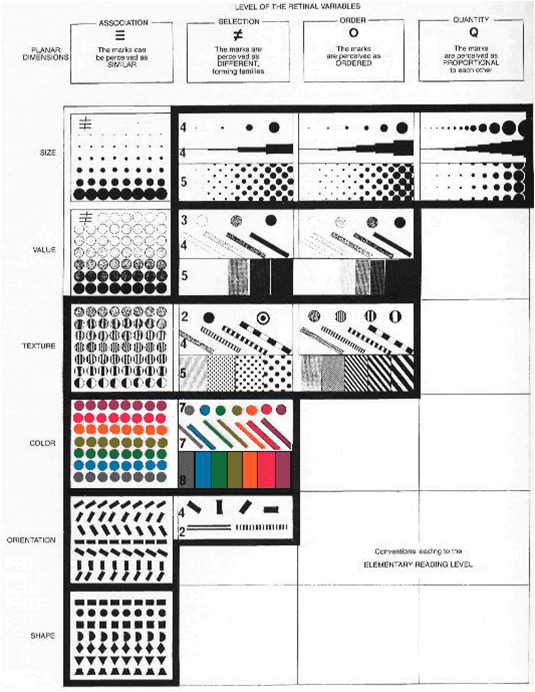 LEVEL OF THE RETINAL VARIABLES
ASSOCIATION
SELECTION
ORDER
QUANTITY
≡
≠
O
Q
PLANAR
DIMENSIONS
The marks can
be perceived as
SIMILAR
The marks are
perceived as
DIFFERENT,
forming families
The marks
are perceived as
ORDERED
The marks
are perceived as
PROPORTIONAL
to each other
SIZE
4
4
5
VALUE
3
4
5
TEXTURE
2
4
5
COLOR
7
7
8
ORIENTATION
4
2
Conventions leading to the
ELEMENTARY READING LEVEL
SHAPE